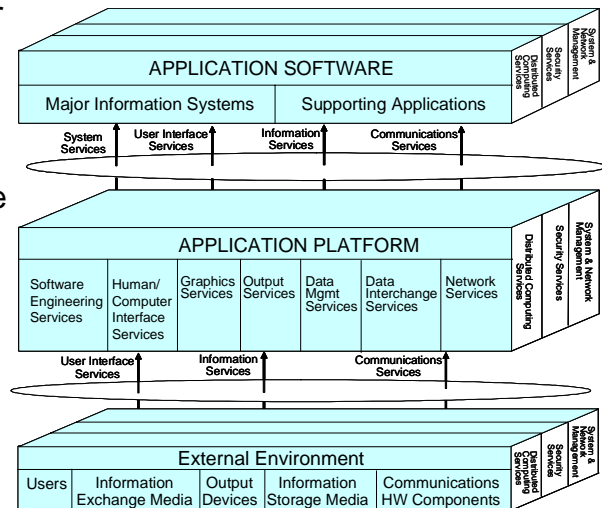 APPLICATION SOFTWARE
Major Information Systems
Supporting Applications
Distributed
Computing
Services
Security
Services
System &
Network
Management
System
Services
User Interface
Services
Information
Services
Communications
Services
e
APPLICATION PLATFORM
Software
Engineering
Services
Human/
Computer
Interface
Services
Graphics
Services
Output
Services
Data
Mgmt
Services
Data
Interchange
Services
Network
Services
Distributed Computing
Services
Security Services
System & Network
Management
User Interface
Services
Information
Services
Communications
Services
External Environment
Users
Information
Exchange Media
Output
Devices
Information
Storage Media
Communications
HW Components
Distributed
Computing
Services
Security
Services
System &
Network
Management